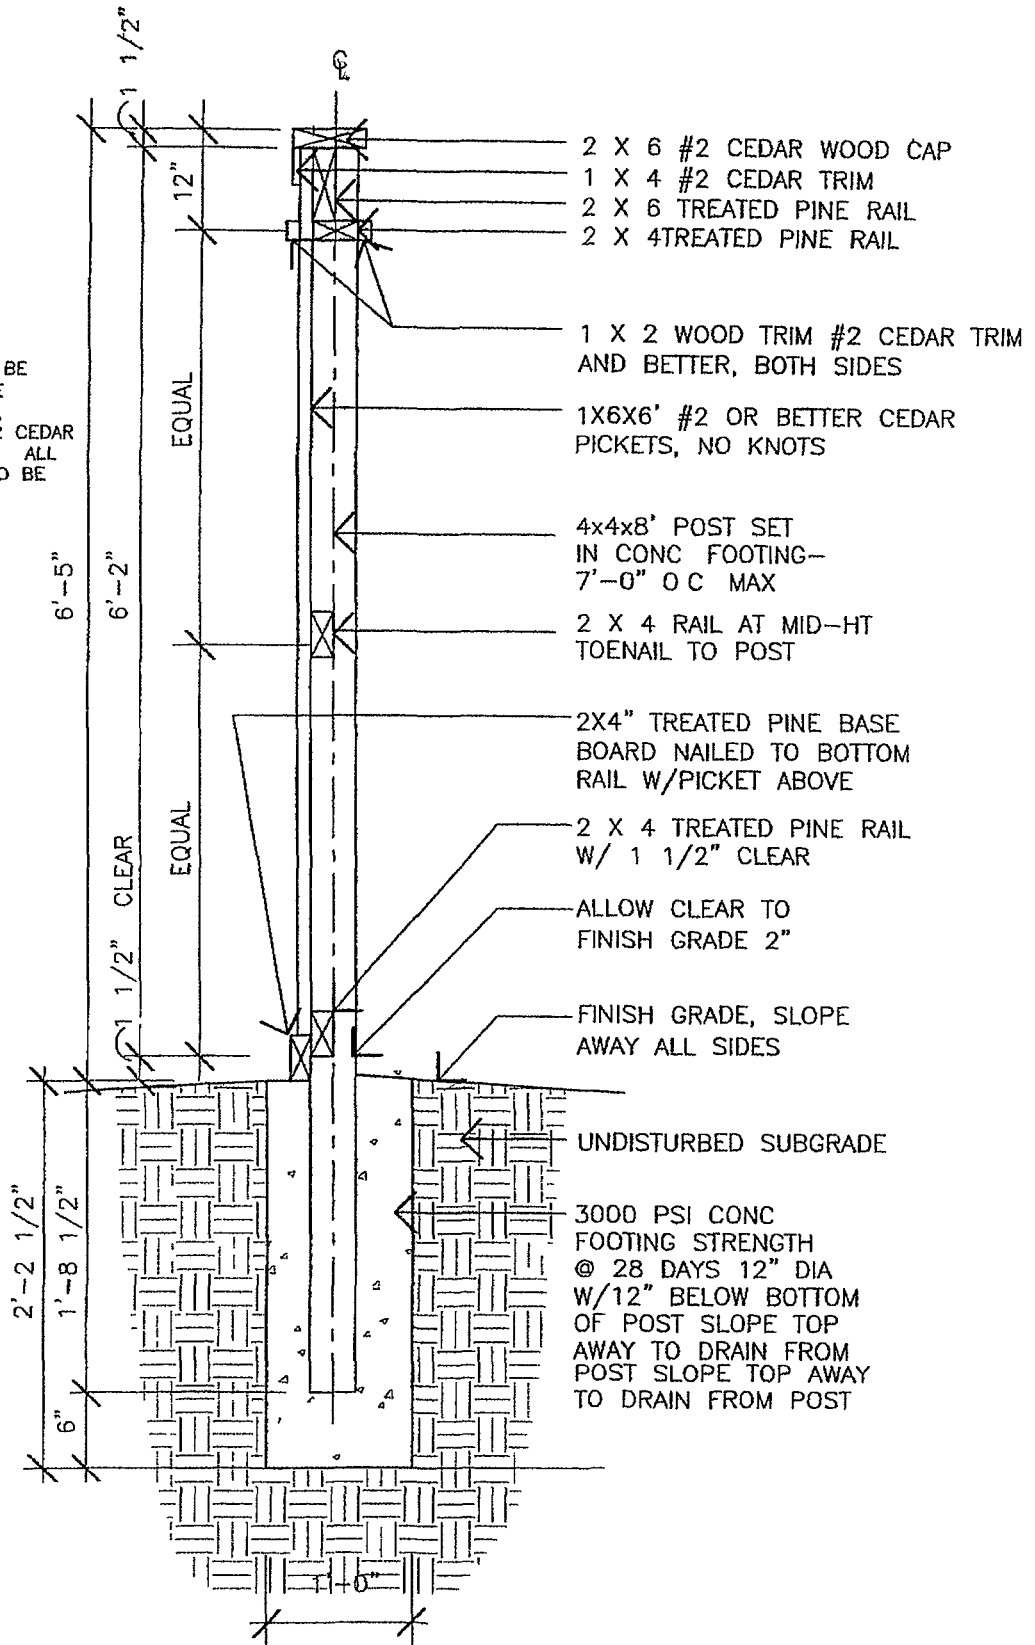 1 1/2"
℄
2 X 6 #2 CEDAR WOOD CAP
1 X 4 #2 CEDAR TRIM
2 X 6 TREATED PINE RAIL
2 X 4TREATED PINE RAIL
12"
1 X 2 WOOD TRIM #2 CEDAR TRIM
AND BETTER, BOTH SIDES
BE
CEDAR
ALL
BE
EQUAL
1X6X6' #2 OR BETTER CEDAR
PICKETS, NO KNOTS
4x4x8' POST SET
IN CONC FOOTING-
7'-0" O C MAX
6'-5"
6'-2"
2 X 4 RAIL AT MID-HT
TOENAIL TO POST
2X4" TREATED PINE BASE
BOARD NAILED TO BOTTOM
RAIL W/PICKET ABOVE
EQUAL
1 1/2" CLEAR
2 X 4 TREATED PINE RAIL
W/ 1 1/2" CLEAR
ALLOW CLEAR TO
FINISH GRADE 2"
FINISH GRADE, SLOPE
AWAY ALL SIDES
UNDISTURBED SUBGRADE
2'-2 1/2"
1'-8 1/2"
6"
3000 PSI CONC
FOOTING STRENGTH
@ 28 DAYS 12" DIA
W/12" BELOW BOTTOM
OF POST SLOPE TOP
AWAY TO DRAIN FROM
POST SLOPE TOP AWAY
TO DRAIN FROM POST
1'-0"